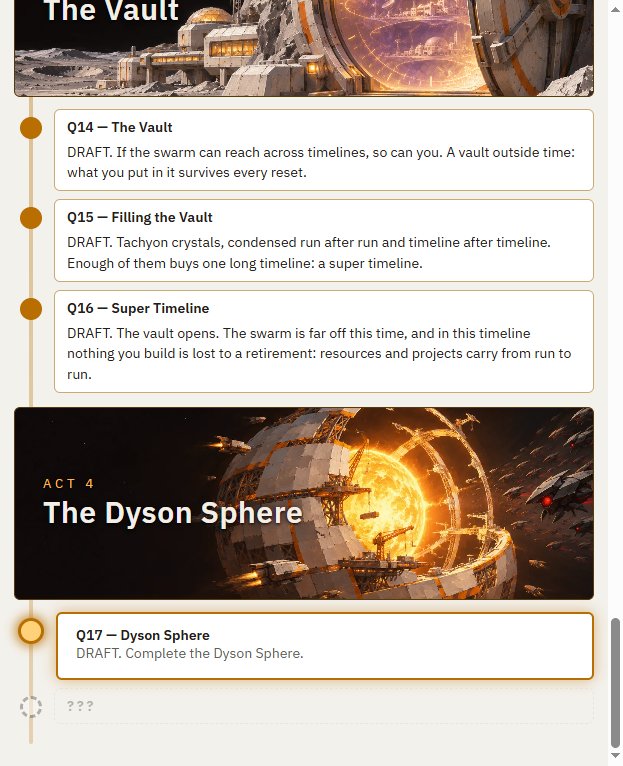 The Vault
Q14 — The Vault
DRAFT. If the swarm can reach across timelines, so can you. A vault outside time:
what you put in it survives every reset.
Q15 — Filling the Vault
DRAFT. Tachyon crystals, condensed run after run and timeline after timeline.
Enough of them buys one long timeline: a super timeline.
Q16 — Super Timeline
DRAFT. The vault opens. The swarm is far off this time, and in this timeline
nothing you build is lost to a retirement: resources and projects carry from run to
run.
ACT 4
The Dyson Sphere
Q17 — Dyson Sphere
DRAFT. Complete the Dyson Sphere.
???